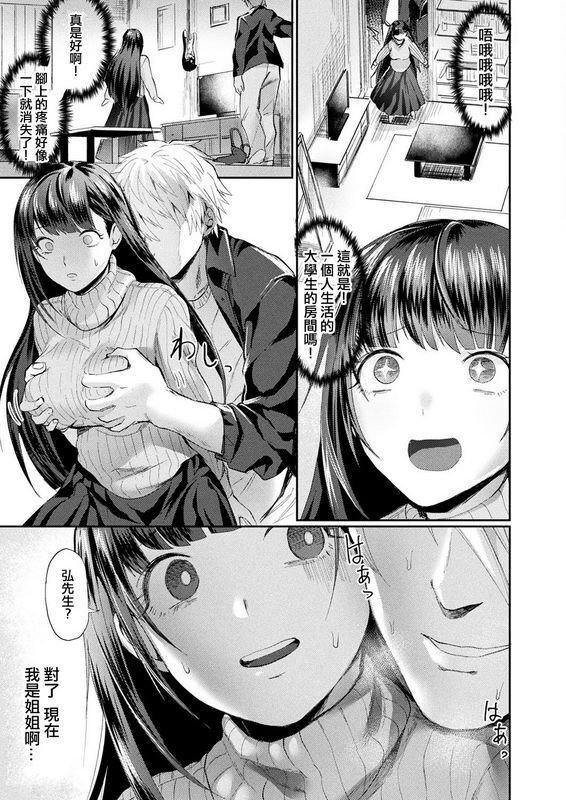 唔哦哦哦哦！
這就是！
一個人生活的
大學生的房間嗎！
真是好啊！
腳上的疼痛好像
一下就消失了！
わしっ
はあっ
はぁっ
弘先生？
對了 現在
我是姐姐啊…